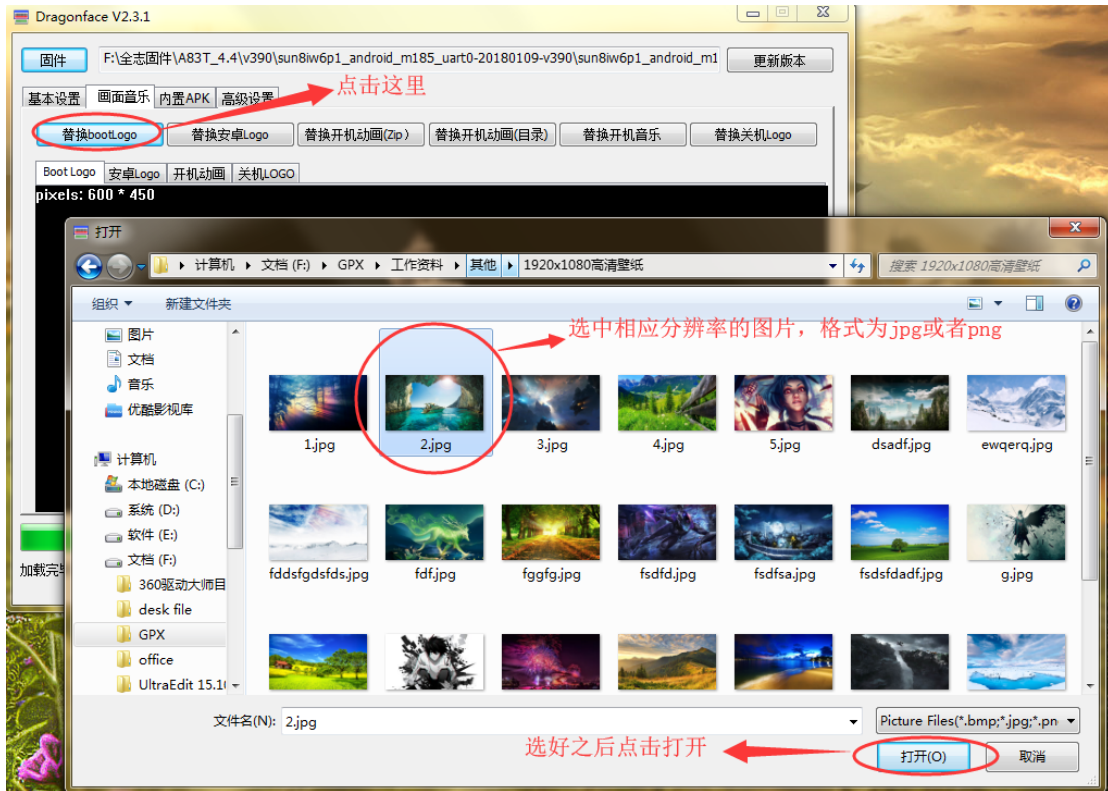 Dragonface V2.3.1
固件
F:\全志固件\A83T_4.4\v390\sun8iw6p1_android_m185_uart0-20180109-v390\sun8iw6p1_android_m1
更新版本
点击这里
基本设置 画面音乐 内置APK 高级设置
替换bootLogo 替换安卓Logo 替换开机动画(Zip) 替换开机动画(目录) 替换开机音乐 替换关机Logo
Boot Logo 安卓Logo 开机动画 关机LOGO
pixels: 600 * 450
打开
计算机 文档 (F:) GPX 工作资料 其他 1920x1080高清壁纸
搜索 1920x1080高清壁纸
组织 新建文件夹
选中相应分辨率的图片，格式为jpg或者png
图片
文档
音乐
优酷影视库
计算机
本地磁盘 (C:)
系统 (D:)
软件 (E:)
文档 (F:)
360驱动大师目
desk file
GPX
office
UltraEdit 15.1
1.jpg 2.jpg 3.jpg 4.jpg 5.jpg dsadf.jpg ewqerq.jpg
fddsfgdsfds.jpg fdf.jpg fggfg.jpg fsdfd.jpg fsdfsa.jpg fsdsfdadf.jpg g.jpg
加载完
文件名(N): 2.jpg
Picture Files(*.bmp;*.jpg;*.pn
选好之后点击打开
打开(O) 取消